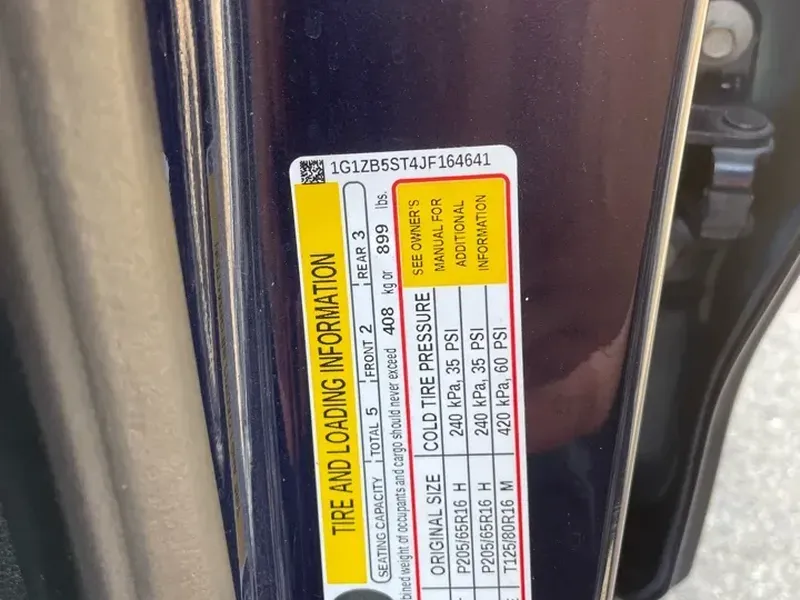 1G1ZB5ST4JF164641
TIRE AND LOADING INFORMATION
SEATING CAPACITY TOTAL 5 FRONT 2 REAR 3
weight of occupants and cargo should never exceed 408 kg or 899 lbs.
ORIGINAL SIZE COLD TIRE PRESSURE
P205/65R16 H 240 kPa, 35 PSI
P205/65R16 H 240 kPa, 35 PSI
T125/80R16 M 420 kPa, 60 PSI
SEE OWNER'S
MANUAL FOR
ADDITIONAL
INFORMATION